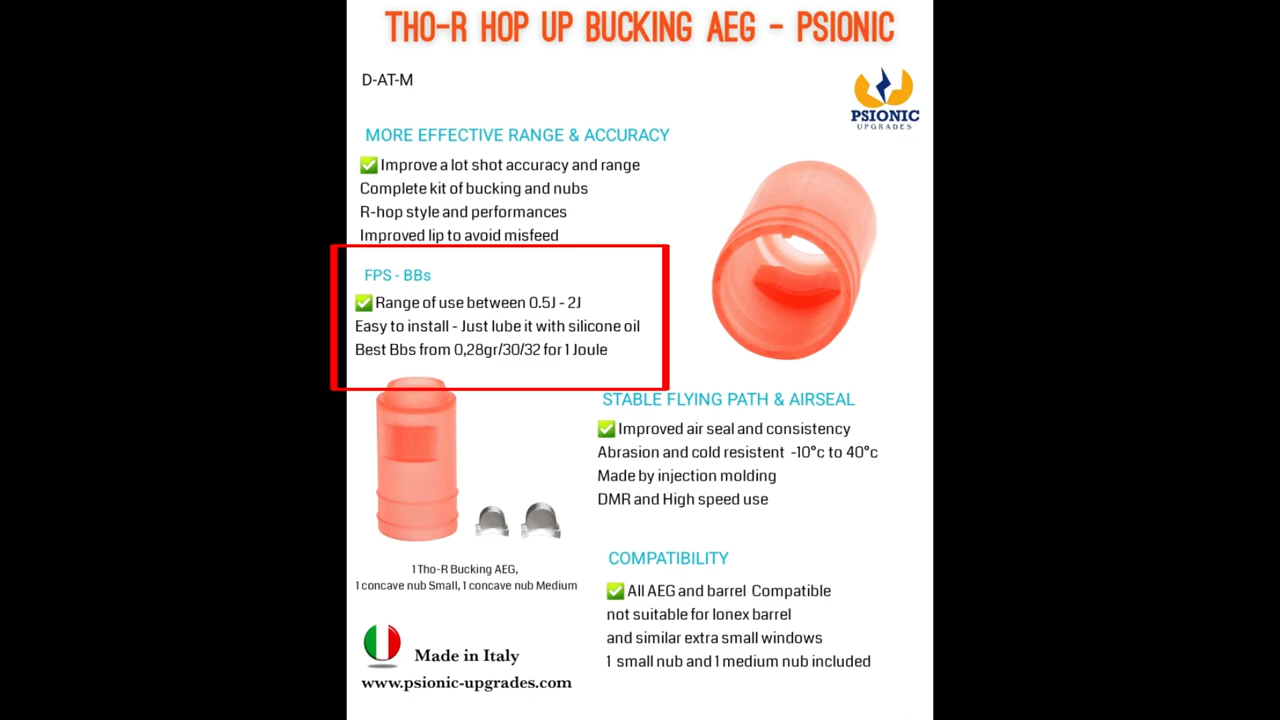 THO-R HOP UP BUCKING AEG - PSIONIC
D-AT-M
PSIONIC
UPGRADES
MORE EFFECTIVE RANGE & ACCURACY
✅ Improve a lot shot accuracy and range
Complete kit of bucking and nubs
R-hop style and performances
Improved lip to avoid misfeed
FPS - BBs
✅ Range of use between 0.5J - 2J
Easy to install - Just lube it with silicone oil
Best Bbs from 0,28gr/30/32 for 1 Joule
STABLE FLYING PATH & AIRSEAL
✅ Improved air seal and consistency
Abrasion and cold resistent -10°c to 40°c
Made by injection molding
DMR and High speed use
1 Tho-R Bucking AEG,
1 concave nub Small, 1 concave nub Medium
COMPATIBILITY
✅ All AEG and barrel Compatible
not suitable for lonex barrel
and similar extra small windows
1 small nub and 1 medium nub included
Made in Italy
www.psionic-upgrades.com